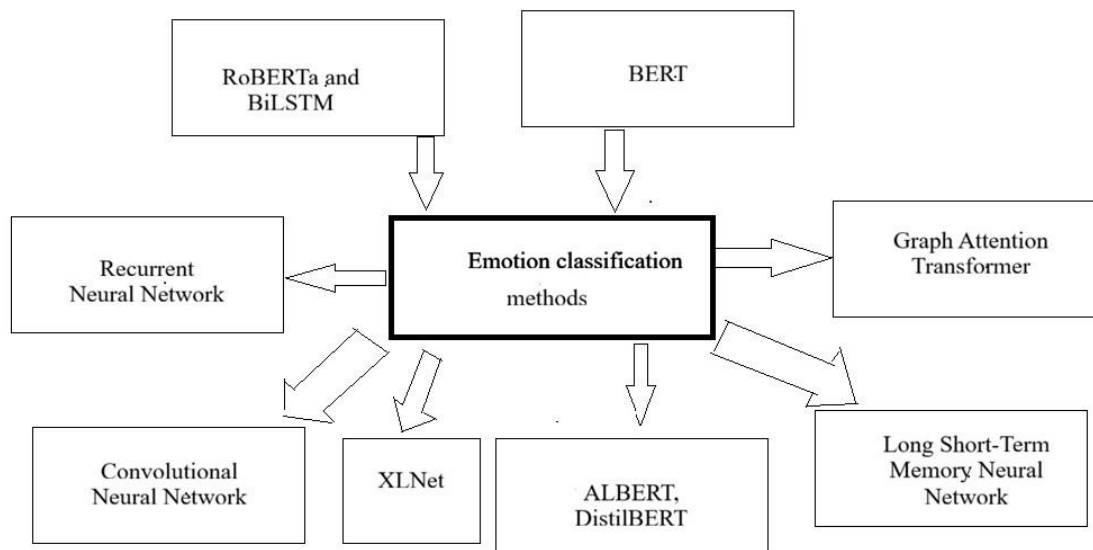 RoBERTa and
BiLSTM
BERT
Recurrent
Neural Network
Emotion classification
methods
Graph Attention
Transformer
Convolutional
Neural Network
XLNet
ALBERT,
DistilBERT
Long Short-Term
Memory Neural
Network